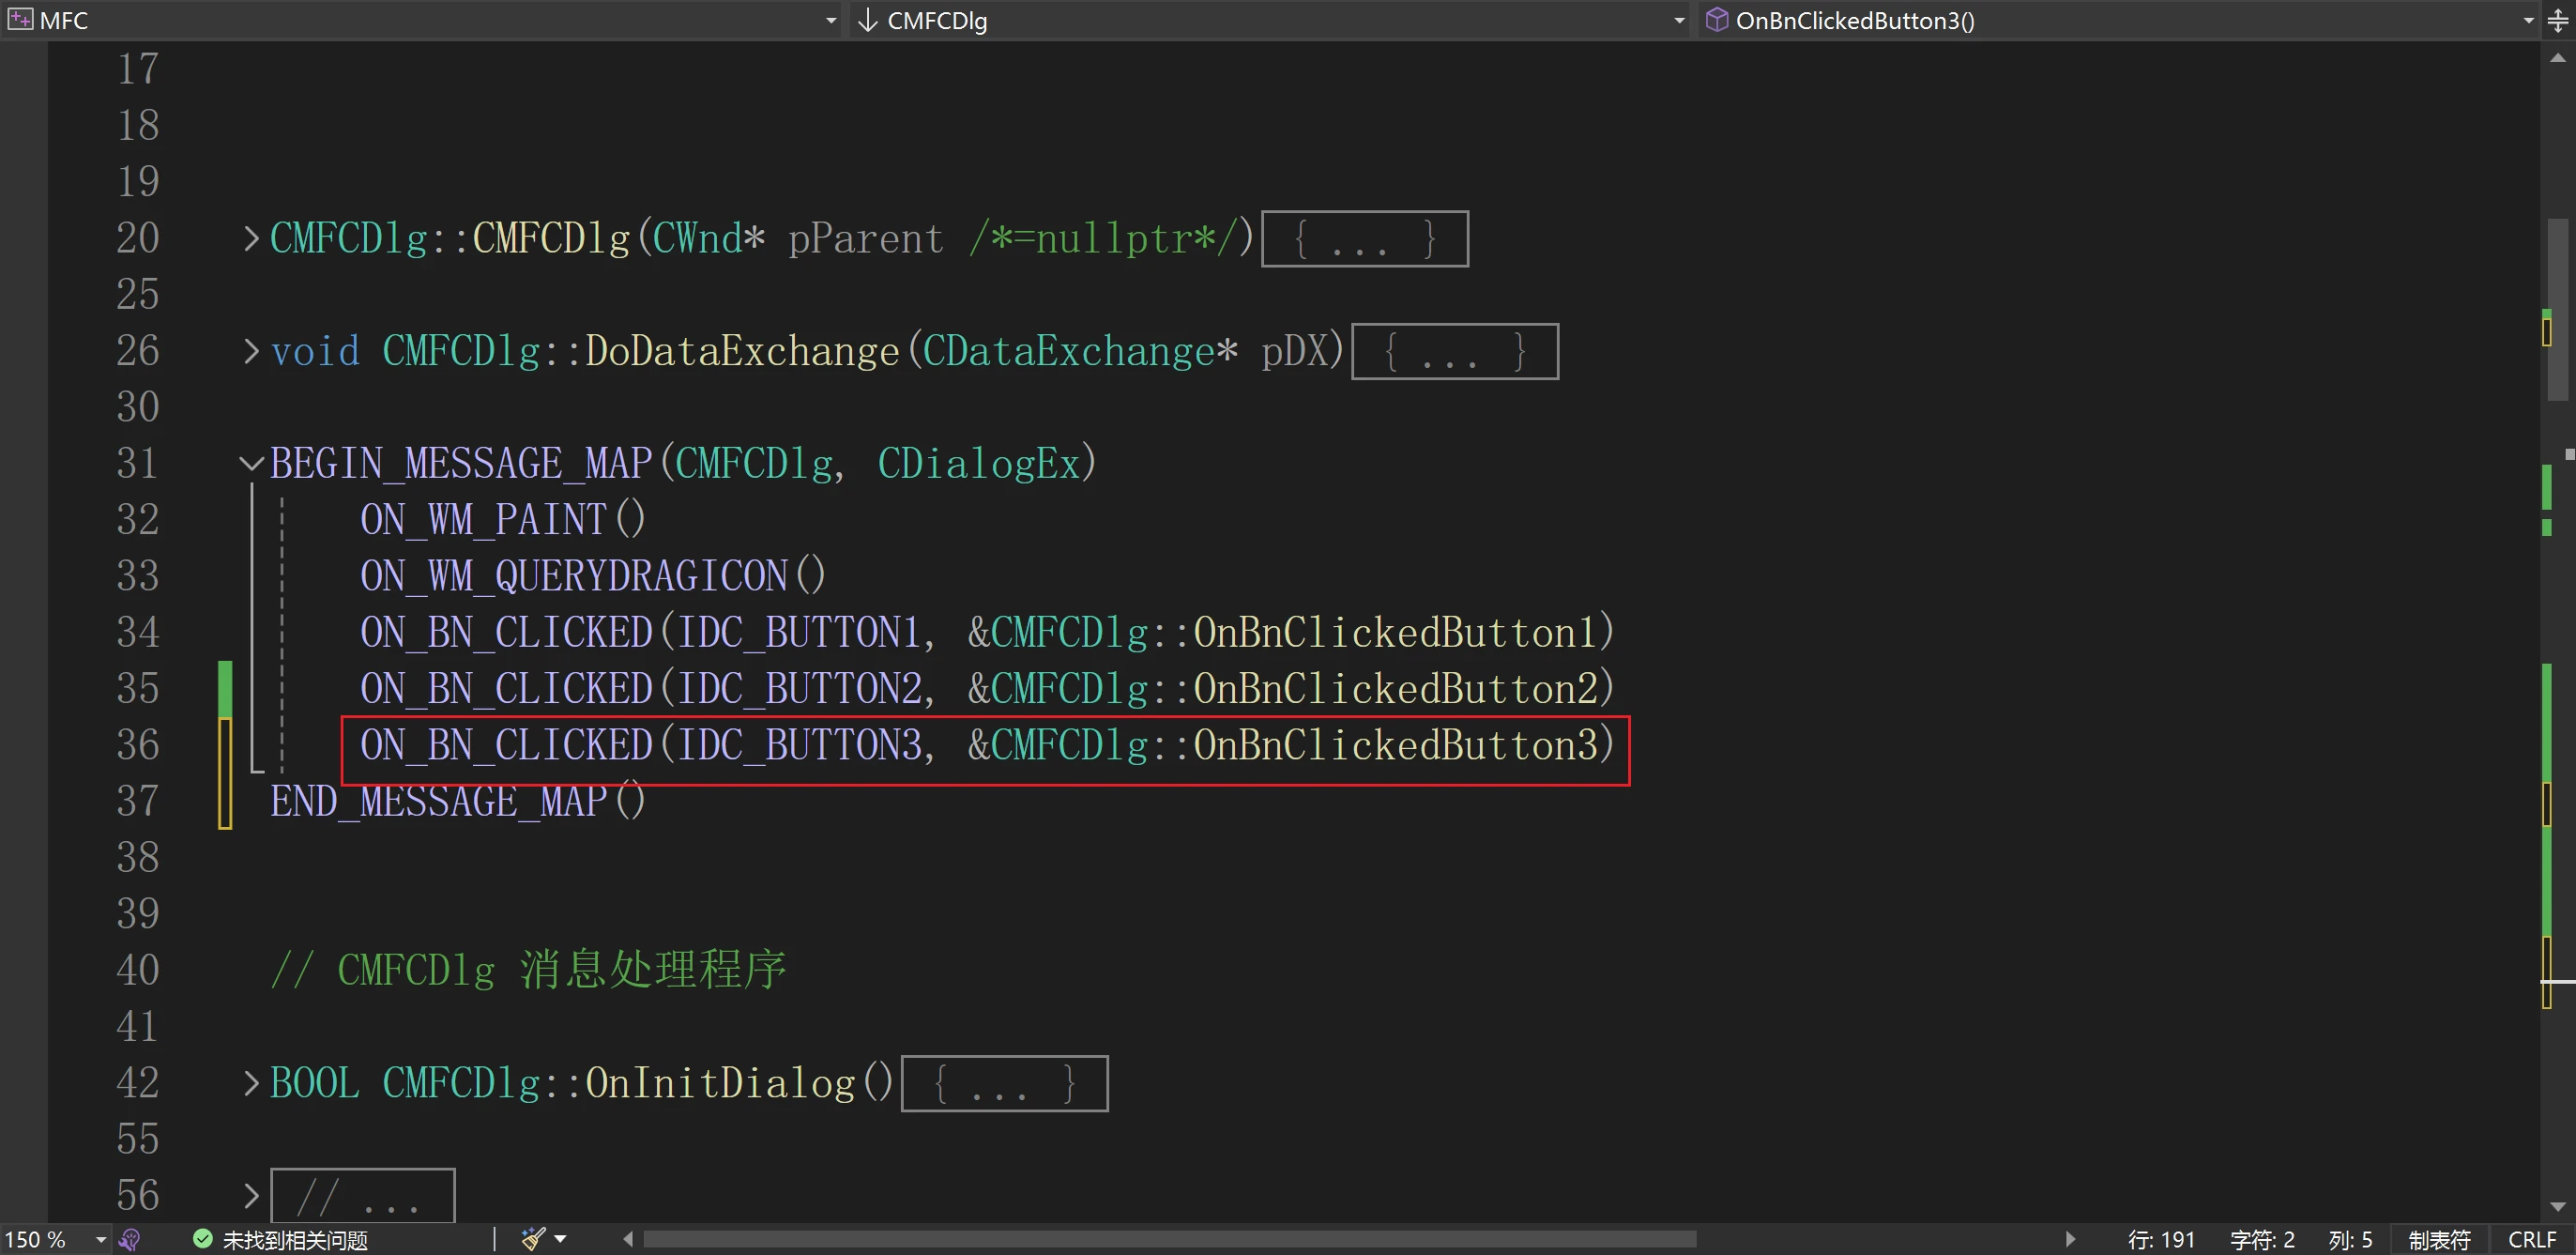 MFC
CMFCDlg
OnBnClickedButton3()
17
18
19
20 CMFCDlg::CMFCDlg(CWnd* pParent /*=nullptr*/){ ... }
25
26 void CMFCDlg::DoDataExchange(CDataExchange* pDX){ ... }
30
31 BEGIN_MESSAGE_MAP(CMFCDlg, CDialogEx)
32 ON_WM_PAINT()
33 ON_WM_QUERYDRAGICON()
34 ON_BN_CLICKED(IDC_BUTTON1, &CMFCDlg::OnBnClickedButton1)
35 ON_BN_CLICKED(IDC_BUTTON2, &CMFCDlg::OnBnClickedButton2)
36 ON_BN_CLICKED(IDC_BUTTON3, &CMFCDlg::OnBnClickedButton3)
37 END_MESSAGE_MAP()
38
39
40 // CMFCDlg 消息处理程序
41
42 BOOL CMFCDlg::OnInitDialog(){ ... }
55
56 // ...
150 % 未找到相关问题 行: 191 字符: 2 列: 5 制表符 CRLF